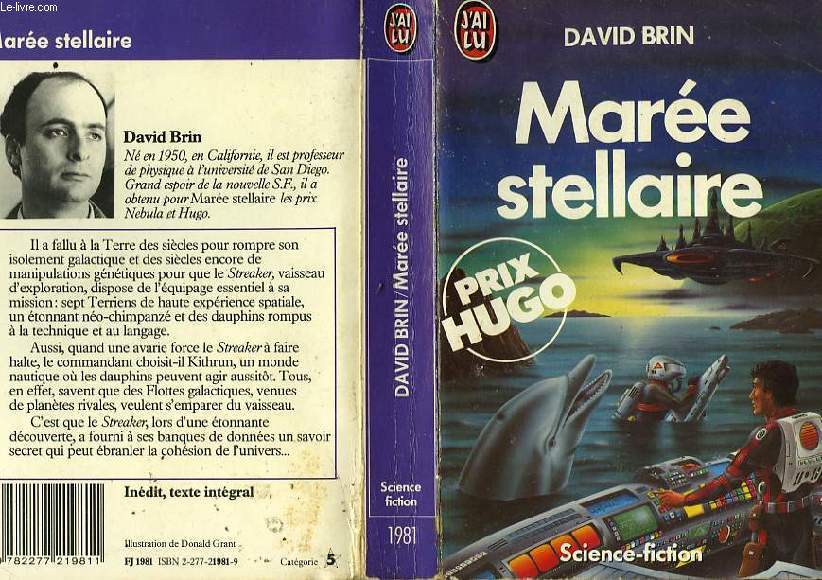 Le-livre.com
Marée stellaire
David Brin
Né en 1950, en Californie, il est professeur
de physique à l'université de San Diego.
Grand espoir de la nouvelle S.F., il a
obtenu pour Marée stellaire les prix
Nebula et Hugo.
Il a fallu à la Terre des siècles pour rompre son
isolement galactique et des siècles encore de
manipulations génétiques pour que le Streaker, vaisseau
d'exploration, dispose de l'équipage essentiel à sa
mission : sept Terriens de haute expérience spatiale,
un étonnant néo-chimpanzé et des dauphins rompus
à la technique et au langage.
Aussi, quand une avarie force le Streaker à faire
halte, le commandant choisit-il Kithrup, un monde
nautique où les dauphins peuvent agir aussitôt. Tous,
en effet, savent que des Flottes galactiques, venues
de planètes rivales, veulent s'emparer du vaisseau.
C'est que le Streaker, lors d'une étonnante
découverte, a fourni à ses banques de données un savoir
secret qui peut ébranler la cohésion de l'univers...
Inédit, texte intégral
Illustration de Donald Grant
782277 219811
FJ 1981 ISBN 2-277-21981-9
Catégorie 5
J'AI LU
DAVID BRIN/Marée stellaire
Science
fiction
1981
J'AI LU
DAVID BRIN
Marée
stellaire
PRIX
HUGO
Science-fiction